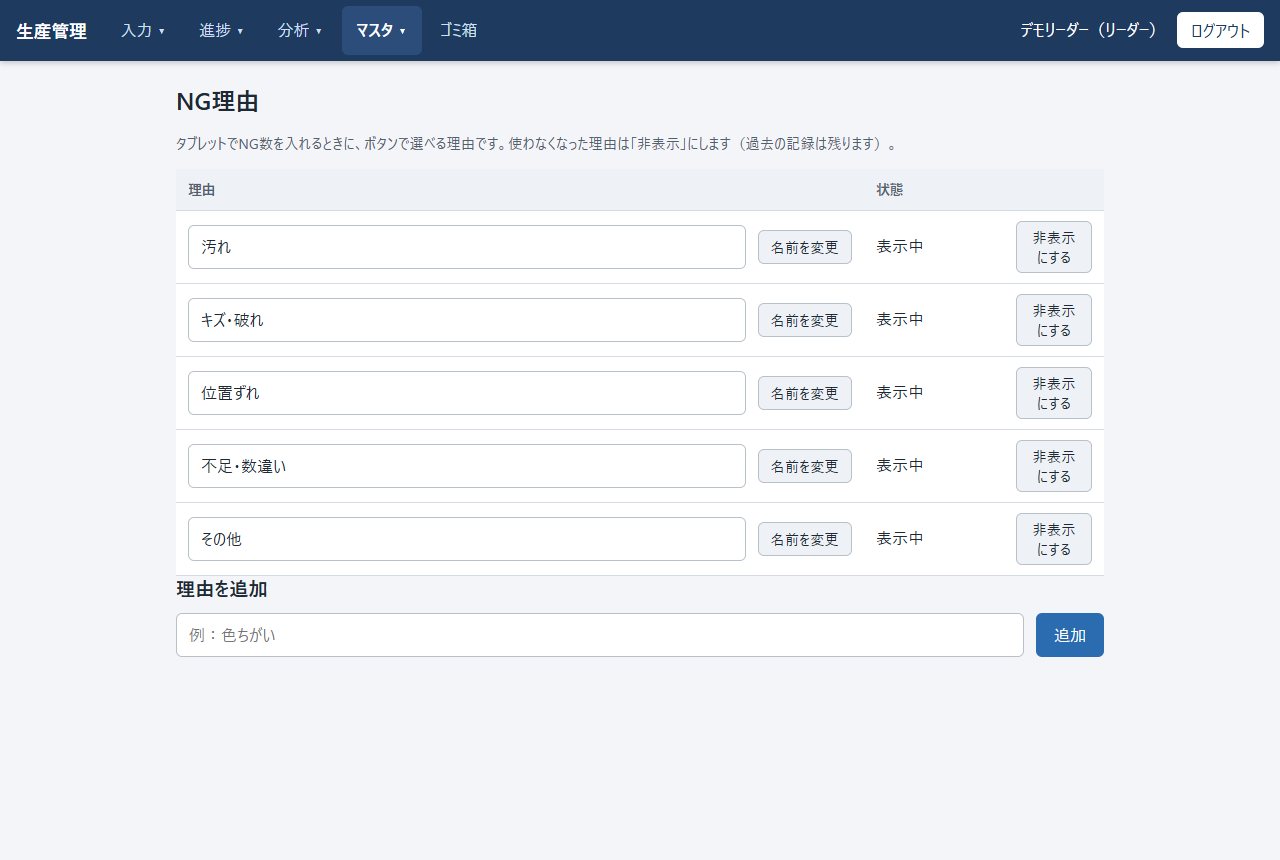 生産管理 入力 ▾ 進捗 ▾ 分析 ▾ マスタ ▾ ゴミ箱 デモリーダー（リーダー） ログアウト
NG理由
タブレットでNG数を入れるときに、ボタンで選べる理由です。使わなくなった理由は「非表示」にします（過去の記録は残ります）。
理由 状態
汚れ 名前を変更 表示中 非表示
にする
キズ・破れ 名前を変更 表示中 非表示
にする
位置ずれ 名前を変更 表示中 非表示
にする
不足・数違い 名前を変更 表示中 非表示
にする
その他 名前を変更 表示中 非表示
にする
理由を追加
例：色ちがい 追加